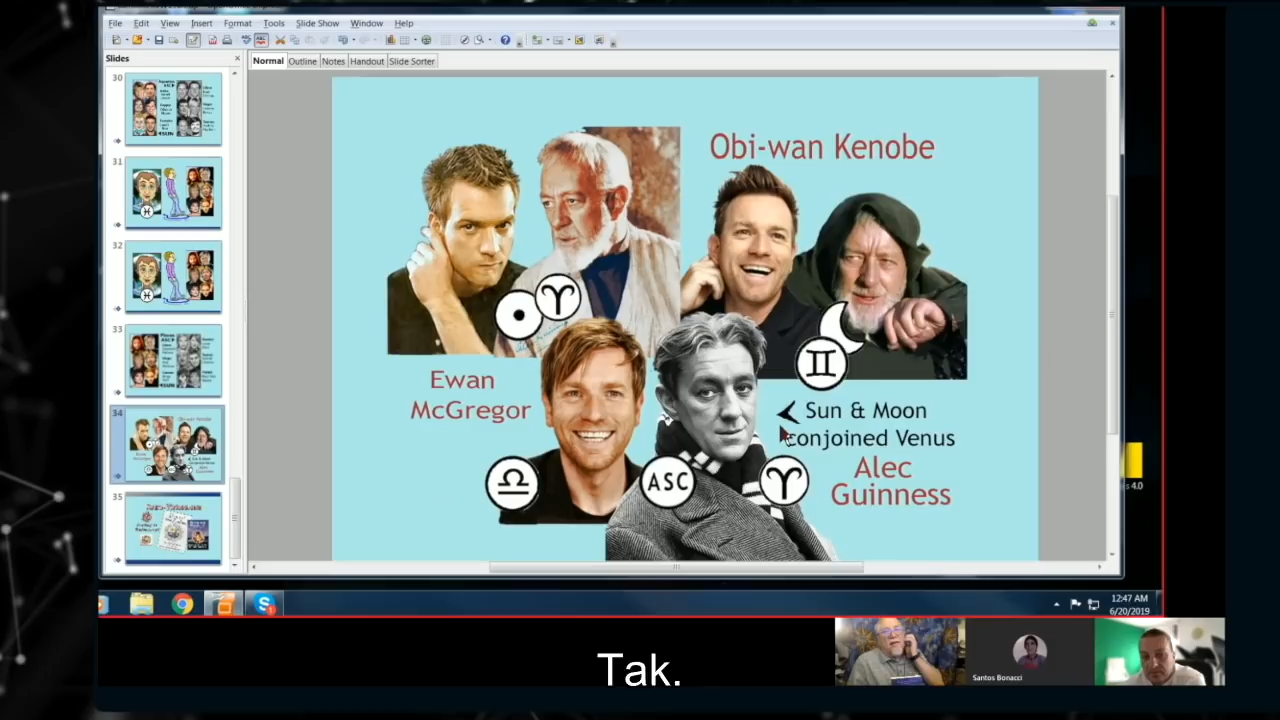 File Edit View Insert Format Tools Slide Show Window Help
Slides
Normal Outline Notes Handout Slide Sorter
30
31
32
33
34
35
Obi-wan Kenobe
Ewan
McGregor
Sun & Moon
conjoined Venus
Alec
Guinness
ASC
12:47 AM
6/20/2019
Santos Bonacci
Tak.